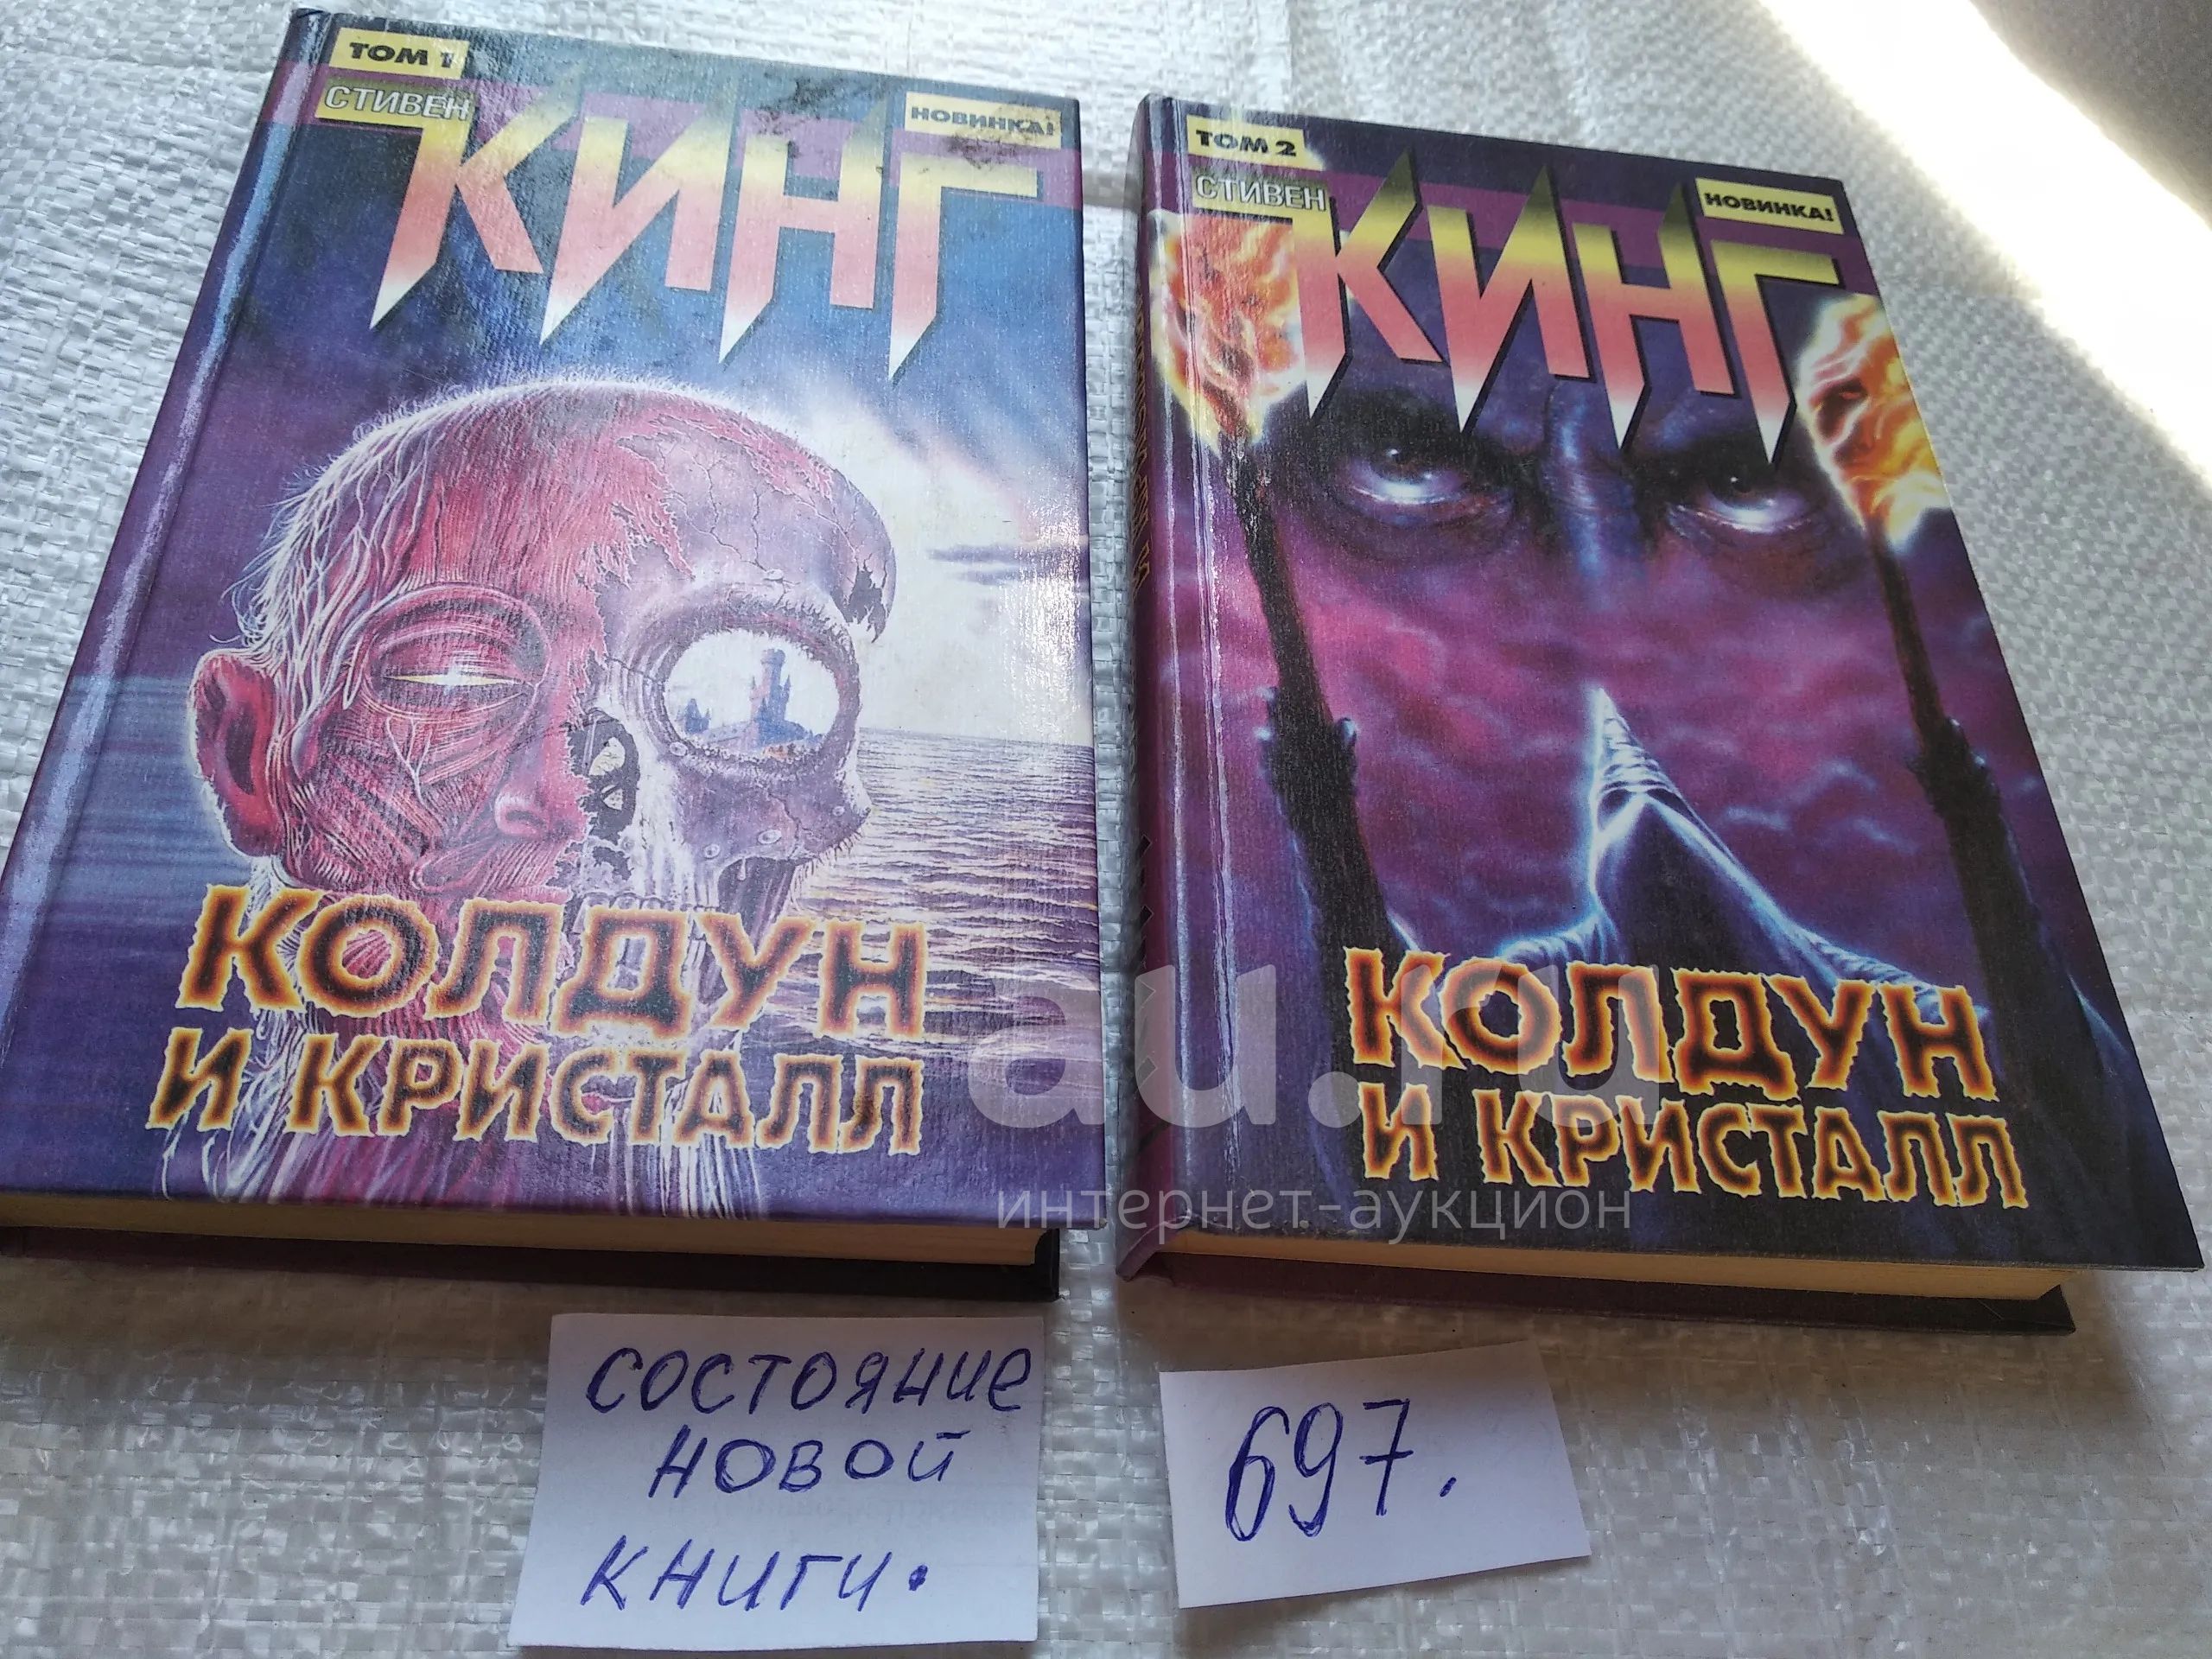 ТОМ 1
СТИВЕН
КИНГ
НОВИНКА!
КОЛДУН
И КРИСТАЛЛ
ТОМ 2
СТИВЕН
КИНГ
НОВИНКА!
КОЛДУН
И КРИСТАЛЛ
au.ru
интернет-аукцион
состояние
новой
книги.
697.